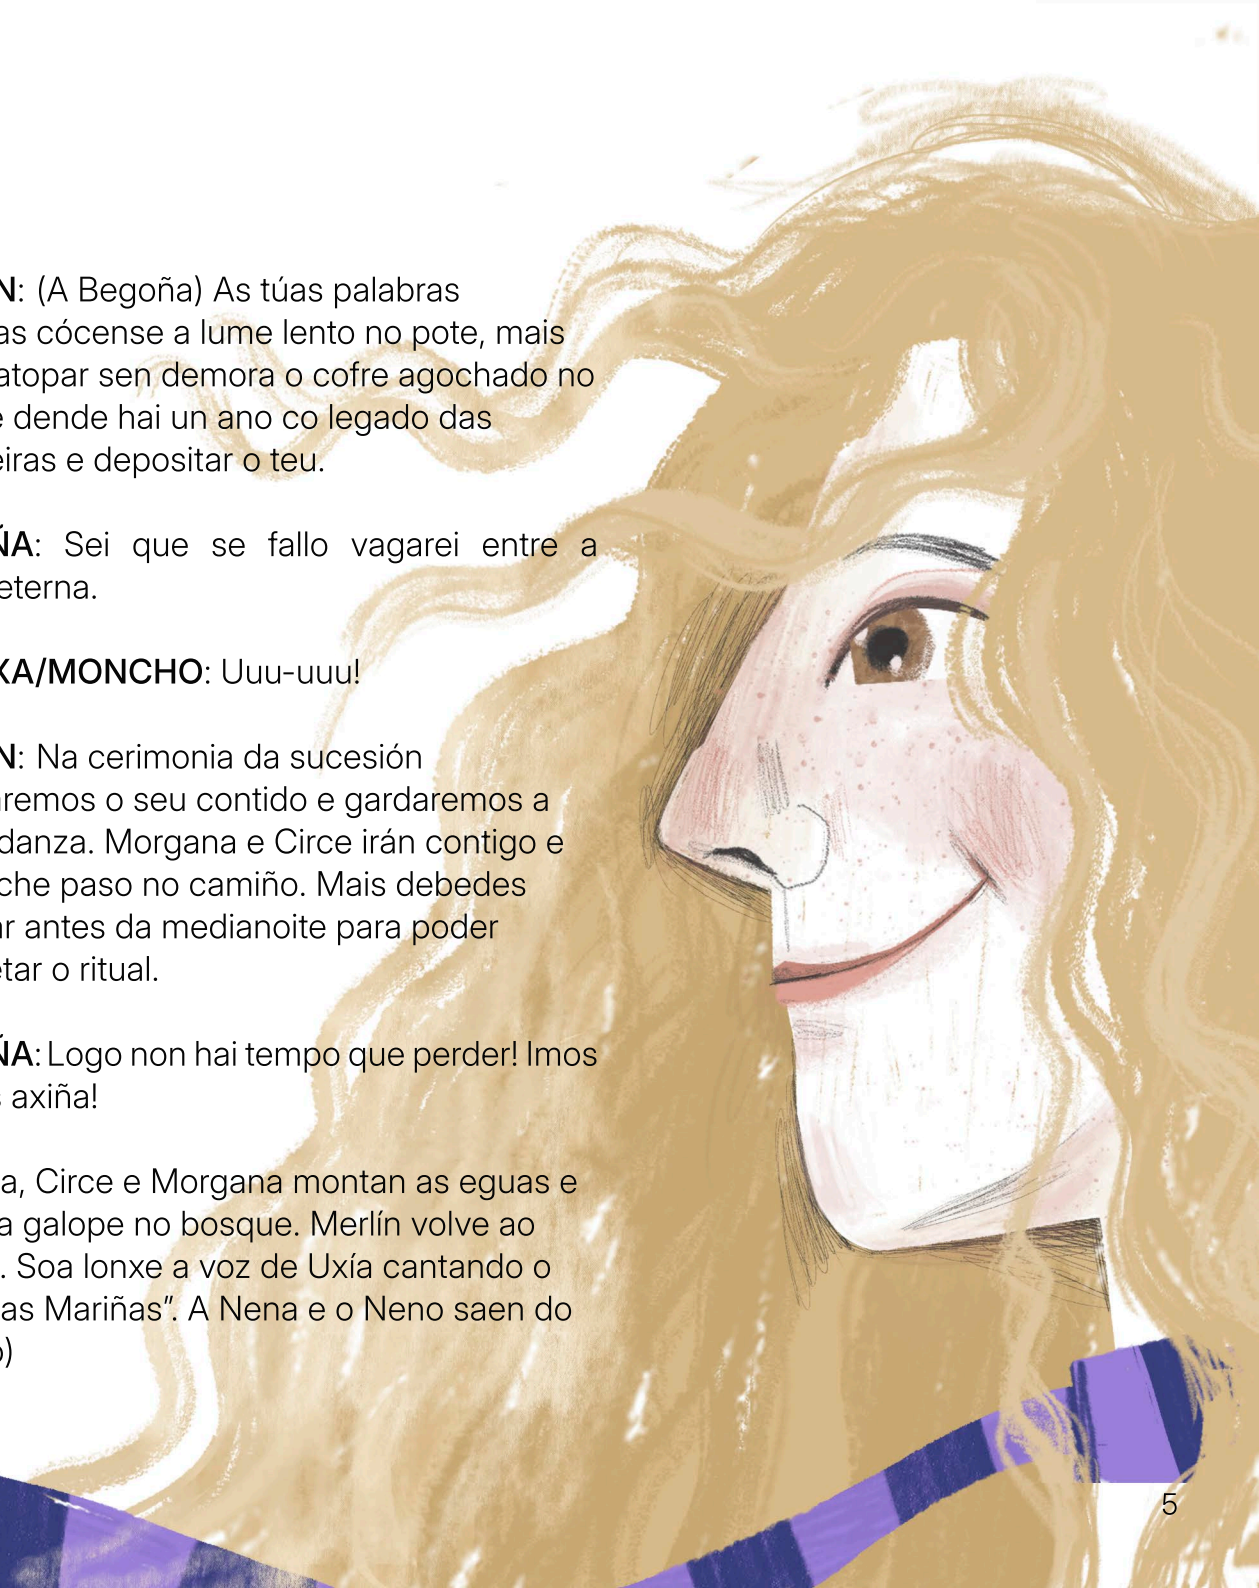 N: (A Begoña) As túas palabras
as cócense a lume lento no pote, mais
atopar sen demora o cofre agochado no
e dende hai un ano co legado das
eiras e depositar o teu.
ÑA: Sei que se fallo vagarei entre a
eterna.
XA/MONCHO: Uuu-uuu!
N: Na cerimonia da sucesión
aremos o seu contido e gardaremos a
danza. Morgana e Circe irán contigo e
che paso no camiño. Mais debedes
ar antes da medianoite para poder
etar o ritual.
ÑA: Logo non hai tempo que perder! Imos
s axiña!
a, Circe e Morgana montan as eguas e
a galope no bosque. Merlín volve ao
. Soa lonxe a voz de Uxía cantando o
as Mariñas”. A Nena e o Neno saen do
o)
5